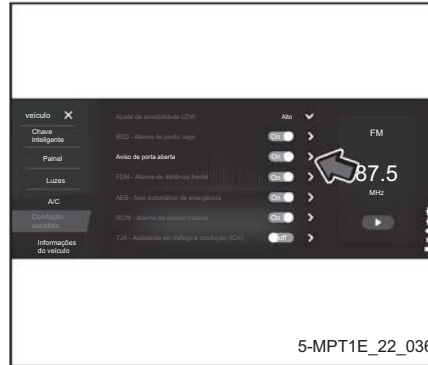 veículo X
Chave
inteligente
Painel
Luzes
A/C
Condução
assistida
Informações
do veículo
Ajuste de sensibilidade LDW Alto
BSD - Alarme de ponto cego On
Aviso de porta aberta On
FDM - Alarme de distância frontal On
AEB - freio automático de emergência On
RCW - Alarme de colisão traseira On
TJA - Assistente em tráfego e condução (ICA) off
FM
87.5
MHz
5-MPT1E_22_036